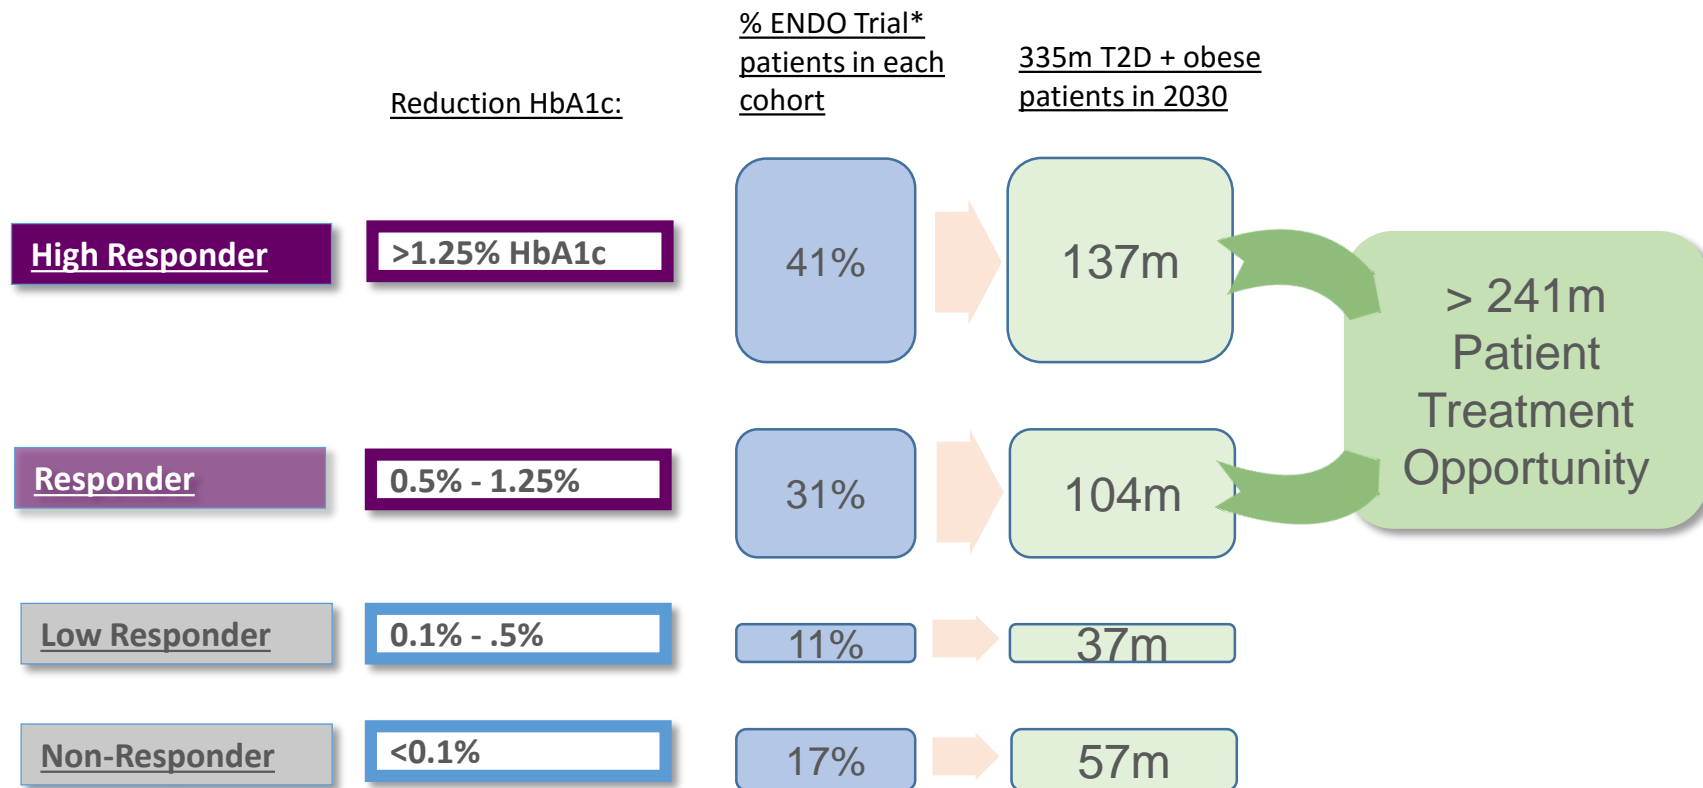 % ENDO Trial*
patients in each
cohort
335m T2D + obese
patients in 2030
Reduction HbA1c:
High Responder
>1.25% HbA1c
41%
137m
> 241m
Patient
Treatment
Opportunity
Responder
0.5% - 1.25%
31%
104m
Low Responder
0.1% - .5%
11%
37m
Non-Responder
<0.1%
17%
57m